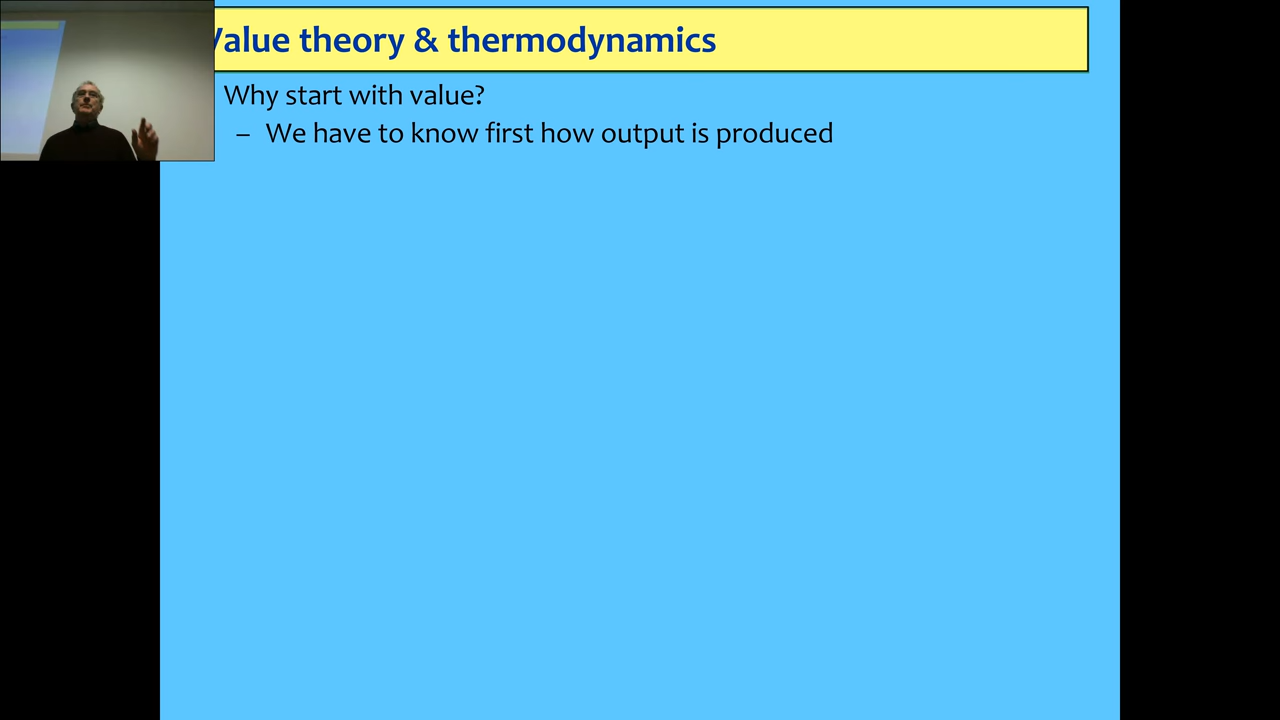 Value theory & thermodynamics
Why start with value?
– We have to know first how output is produced